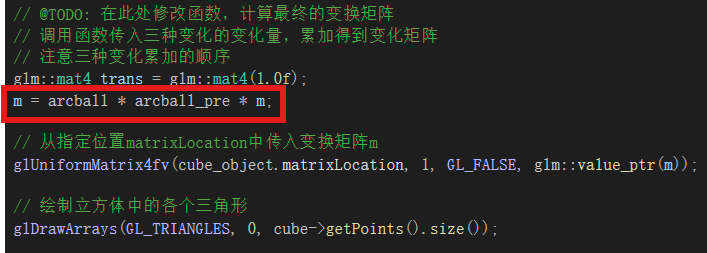 // @TODO: 在此处修改函数，计算最终的变换矩阵
// 调用函数传入三种变化的变化量，累加得到变化矩阵
// 注意三种变化累加的顺序
glm::mat4 trans = glm::mat4(1.0f);
m = arcball * arcball_pre * m;
// 从指定位置matrixLocation中传入变换矩阵m
glUniformMatrix4fv(cube_object.matrixLocation, 1, GL_FALSE, glm::value_ptr(m));
// 绘制立方体中的各个三角形
glDrawArrays(GL_TRIANGLES, 0, cube->getPoints().size());